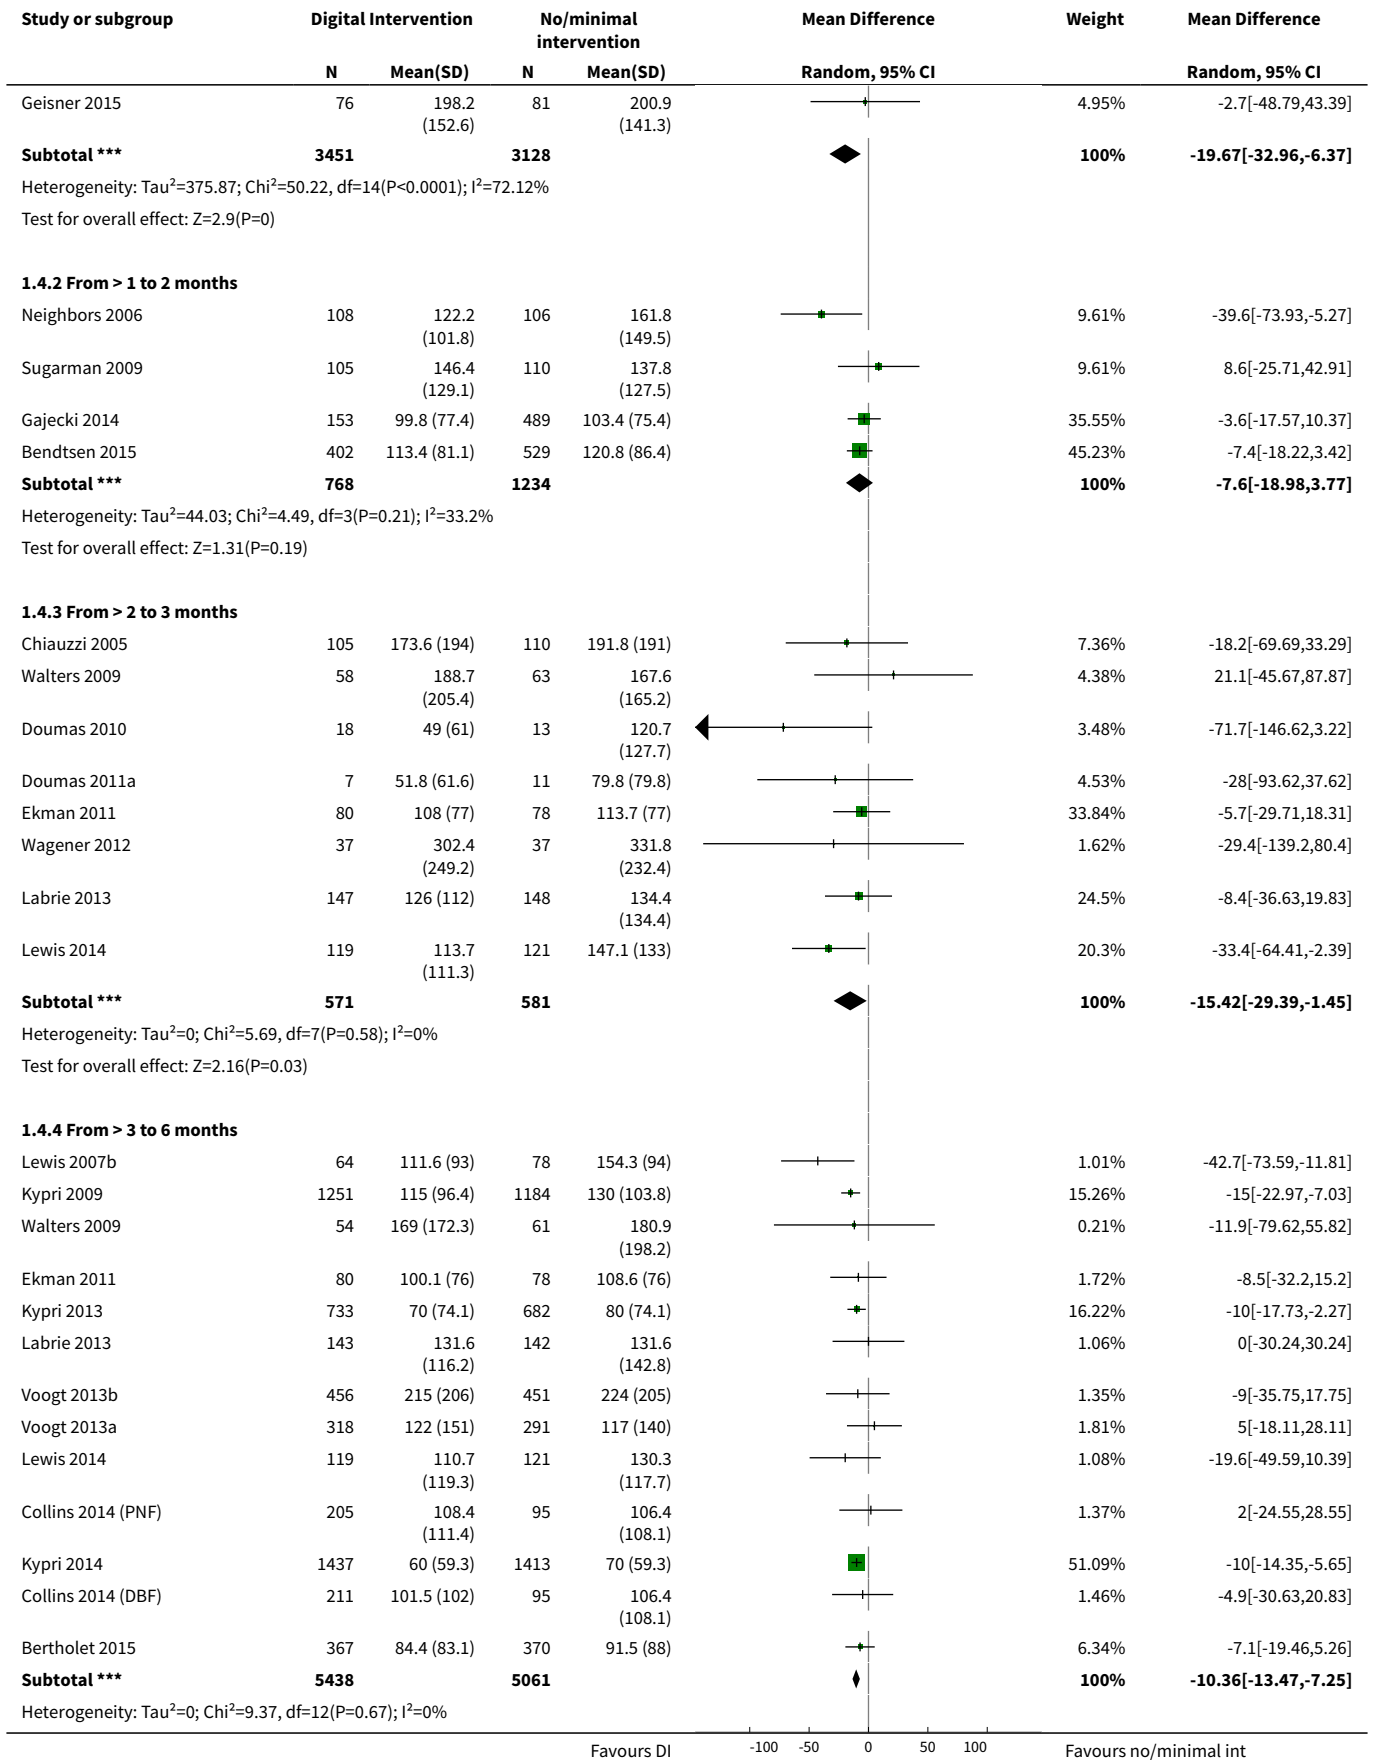 Study or subgroup Digital Intervention No/minimal Mean Difference Weight Mean Difference
intervention
N Mean(SD) N Mean(SD) Random, 95% CI Random, 95% CI
Geisner 2015 76 198.2 81 200.9 4.95% -2.7[-48.79,43.39]
(152.6) (141.3)
Subtotal *** 3451 3128 100% -19.67[-32.96,-6.37]
Heterogeneity: Tau²=375.87; Chi²=50.22, df=14(P<0.0001); I²=72.12%
Test for overall effect: Z=2.9(P=0)
1.4.2 From > 1 to 2 months
Neighbors 2006 108 122.2 106 161.8 9.61% -39.6[-73.93,-5.27]
(101.8) (149.5)
Sugarman 2009 105 146.4 110 137.8 9.61% 8.6[-25.71,42.91]
(129.1) (127.5)
Gajecki 2014 153 99.8 (77.4) 489 103.4 (75.4) 35.55% -3.6[-17.57,10.37]
Bendtsen 2015 402 113.4 (81.1) 529 120.8 (86.4) 45.23% -7.4[-18.22,3.42]
Subtotal *** 768 1234 100% -7.6[-18.98,3.77]
Heterogeneity: Tau²=44.03; Chi²=4.49, df=3(P=0.21); I²=33.2%
Test for overall effect: Z=1.31(P=0.19)
1.4.3 From > 2 to 3 months
Chiauzzi 2005 105 173.6 (194) 110 191.8 (191) 7.36% -18.2[-69.69,33.29]
Walters 2009 58 188.7 63 167.6 4.38% 21.1[-45.67,87.87]
(205.4) (165.2)
Doumas 2010 18 49 (61) 13 120.7 3.48% -71.7[-146.62,3.22]
(127.7)
Doumas 2011a 7 51.8 (61.6) 11 79.8 (79.8) 4.53% -28[-93.62,37.62]
Ekman 2011 80 108 (77) 78 113.7 (77) 33.84% -5.7[-29.71,18.31]
Wagener 2012 37 302.4 37 331.8 1.62% -29.4[-139.2,80.4]
(249.2) (232.4)
Labrie 2013 147 126 (112) 148 134.4 24.5% -8.4[-36.63,19.83]
(134.4)
Lewis 2014 119 113.7 121 147.1 (133) 20.3% -33.4[-64.41,-2.39]
(111.3)
Subtotal *** 571 581 100% -15.42[-29.39,-1.45]
Heterogeneity: Tau²=0; Chi²=5.69, df=7(P=0.58); I²=0%
Test for overall effect: Z=2.16(P=0.03)
1.4.4 From > 3 to 6 months
Lewis 2007b 64 111.6 (93) 78 154.3 (94) 1.01% -42.7[-73.59,-11.81]
Kypri 2009 1251 115 (96.4) 1184 130 (103.8) 15.26% -15[-22.97,-7.03]
Walters 2009 54 169 (172.3) 61 180.9 0.21% -11.9[-79.62,55.82]
(198.2)
Ekman 2011 80 100.1 (76) 78 108.6 (76) 1.72% -8.5[-32.2,15.2]
Kypri 2013 733 70 (74.1) 682 80 (74.1) 16.22% -10[-17.73,-2.27]
Labrie 2013 143 131.6 142 131.6 1.06% 0[-30.24,30.24]
(116.2) (142.8)
Voogt 2013b 456 215 (206) 451 224 (205) 1.35% -9[-35.75,17.75]
Voogt 2013a 318 122 (151) 291 117 (140) 1.81% 5[-18.11,28.11]
Lewis 2014 119 110.7 121 130.3 1.08% -19.6[-49.59,10.39]
(119.3) (117.7)
Collins 2014 (PNF) 205 108.4 95 106.4 1.37% 2[-24.55,28.55]
(111.4) (108.1)
Kypri 2014 1437 60 (59.3) 1413 70 (59.3) 51.09% -10[-14.35,-5.65]
Collins 2014 (DBF) 211 101.5 (102) 95 106.4 1.46% -4.9[-30.63,20.83]
(108.1)
Bertholet 2015 367 84.4 (83.1) 370 91.5 (88) 6.34% -7.1[-19.46,5.26]
Subtotal *** 5438 5061 100% -10.36[-13.47,-7.25]
Heterogeneity: Tau²=0; Chi²=9.37, df=12(P=0.67); I²=0%
Favours DI -100 -50 0 50 100 Favours no/minimal int